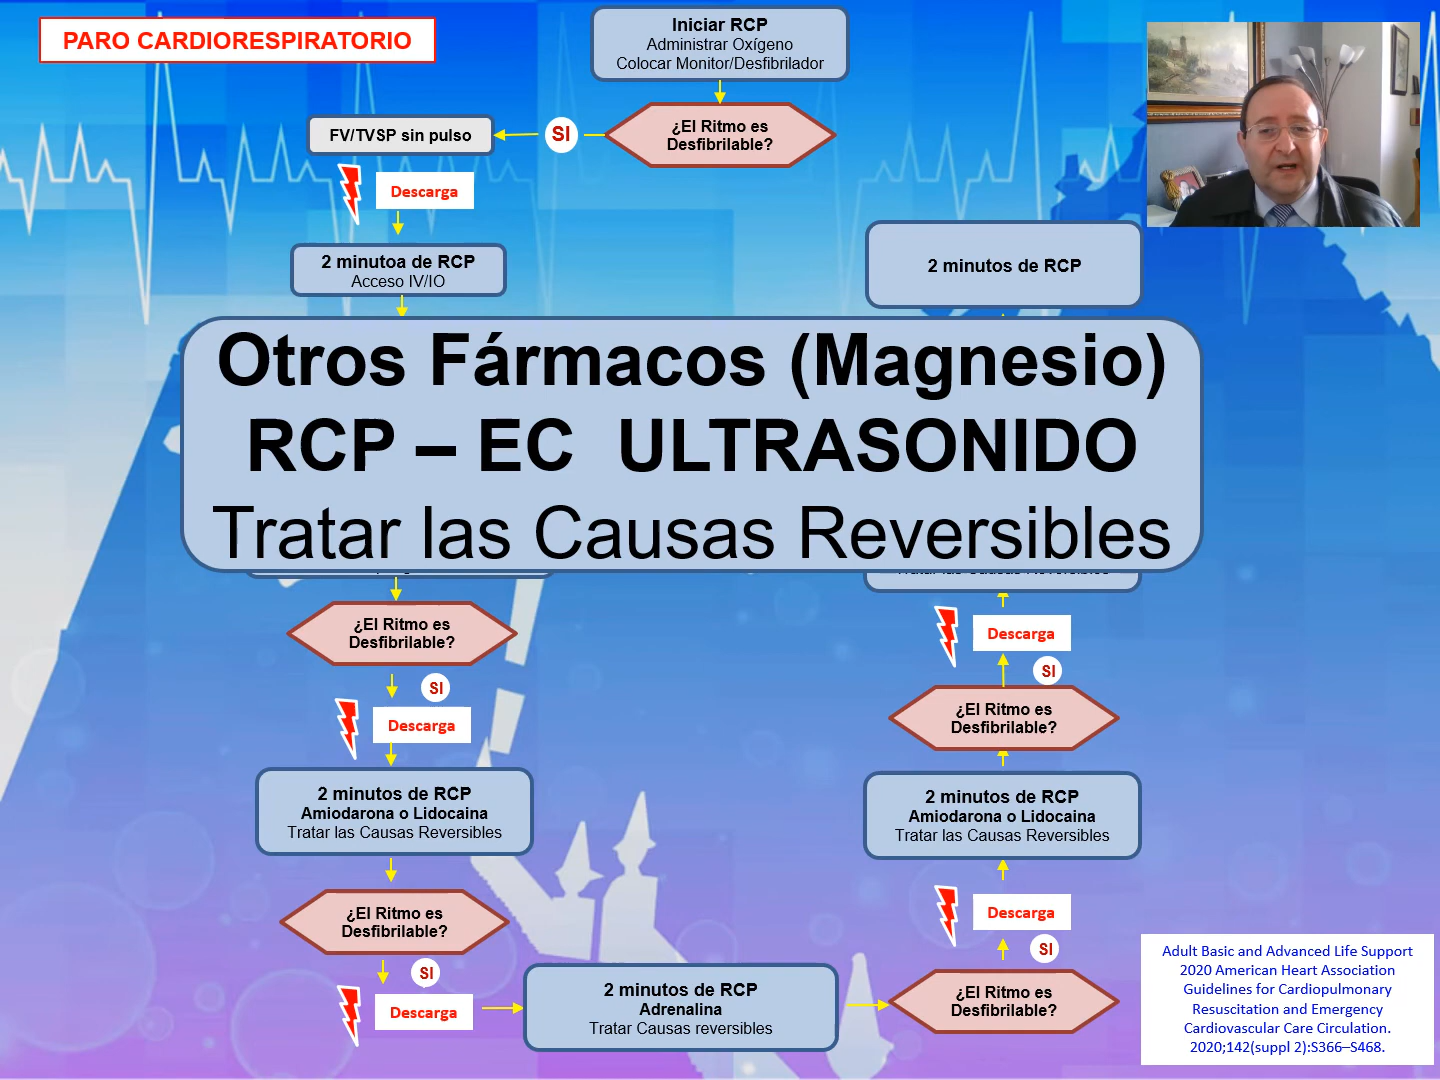 PARO CARDIORESPIRATORIO
Iniciar RCP
Administrar Oxígeno
Colocar Monitor/Desfibrilador
¿El Ritmo es
Desfibrilable?
SI
FV/TVSP sin pulso
Descarga
2 minutoa de RCP
Acceso IV/IO
2 minutos de RCP
Otros Fármacos (Magnesio)
RCP – EC ULTRASONIDO
Tratar las Causas Reversibles
¿El Ritmo es
Desfibrilable?
SI
Descarga
2 minutos de RCP
Amiodarona o Lidocaina
Tratar las Causas Reversibles
¿El Ritmo es
Desfibrilable?
SI
Descarga
2 minutos de RCP
Adrenalina
Tratar Causas reversibles
¿El Ritmo es
Desfibrilable?
SI
Descarga
2 minutos de RCP
Amiodarona o Lidocaina
Tratar las Causas Reversibles
¿El Ritmo es
Desfibrilable?
SI
Descarga
Adult Basic and Advanced Life Support
2020 American Heart Association
Guidelines for Cardiopulmonary
Resuscitation and Emergency
Cardiovascular Care Circulation.
2020;142(suppl 2):S366–S468.